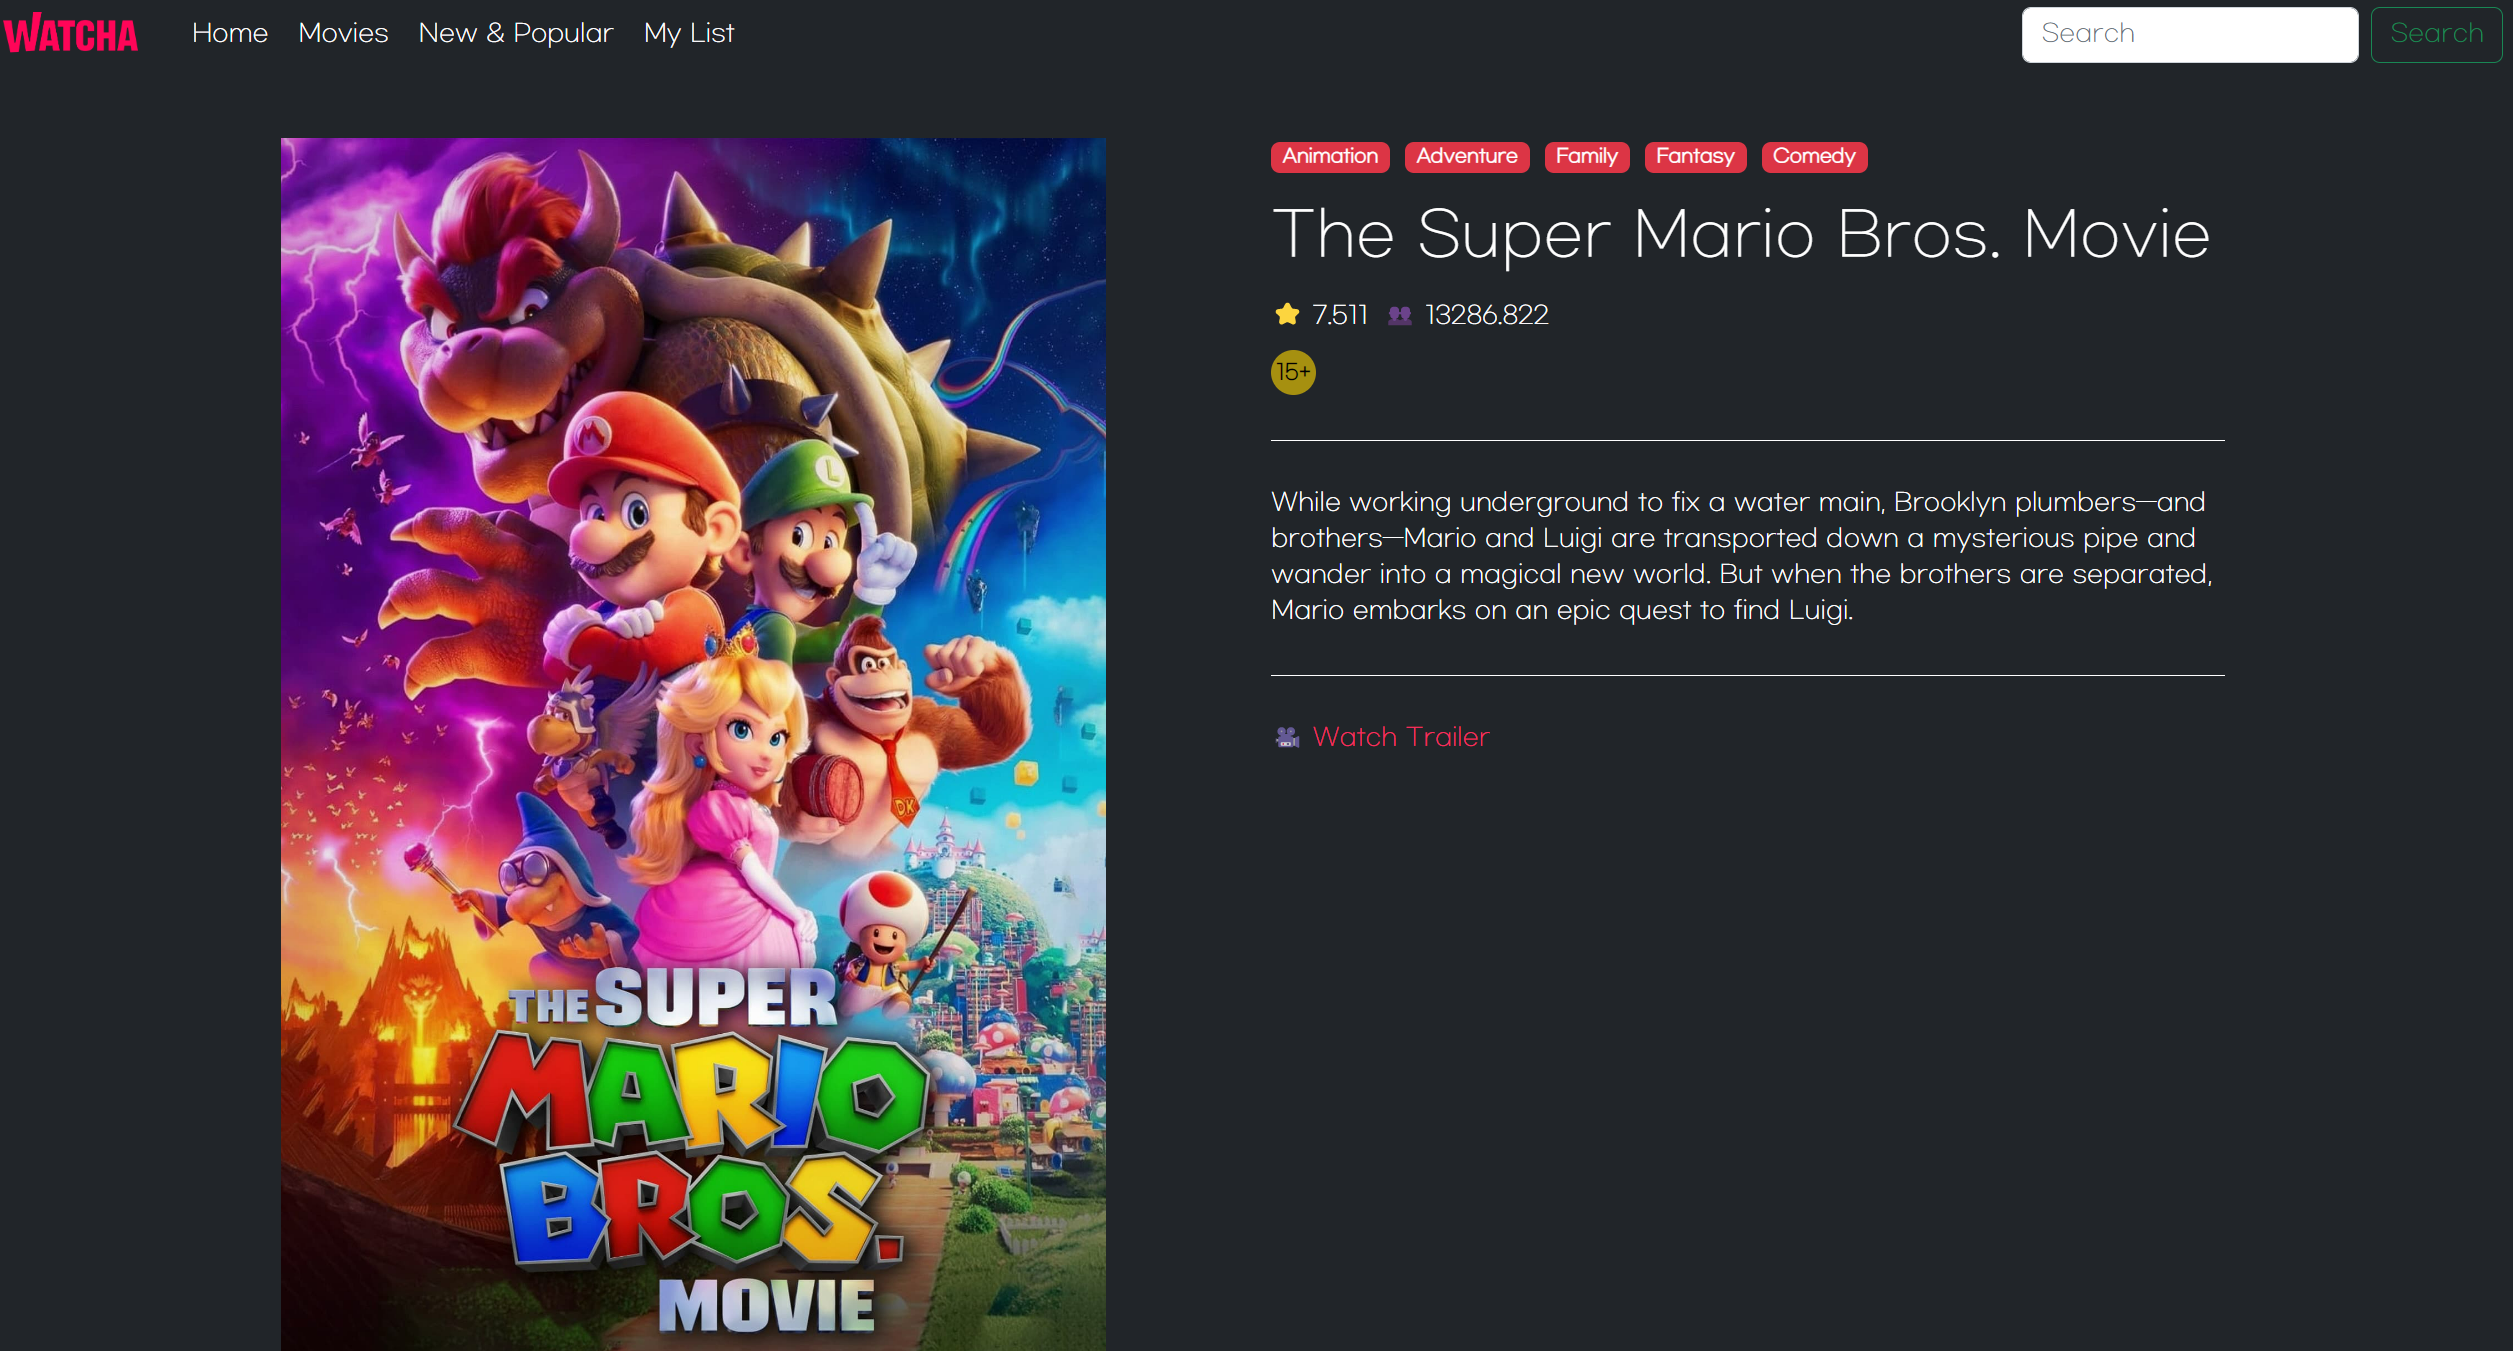 WATCHA
Home Movies New & Popular My List
Search Search
Animation Adventure Family Fantasy Comedy
The Super Mario Bros. Movie
7.511 13286.822
15+
While working underground to fix a water main, Brooklyn plumbers—and
brothers—Mario and Luigi are transported down a mysterious pipe and
wander into a magical new world. But when the brothers are separated,
Mario embarks on an epic quest to find Luigi.
Watch Trailer
M
L
DK
THE SUPER
MARIO
BROS.
MOVIE